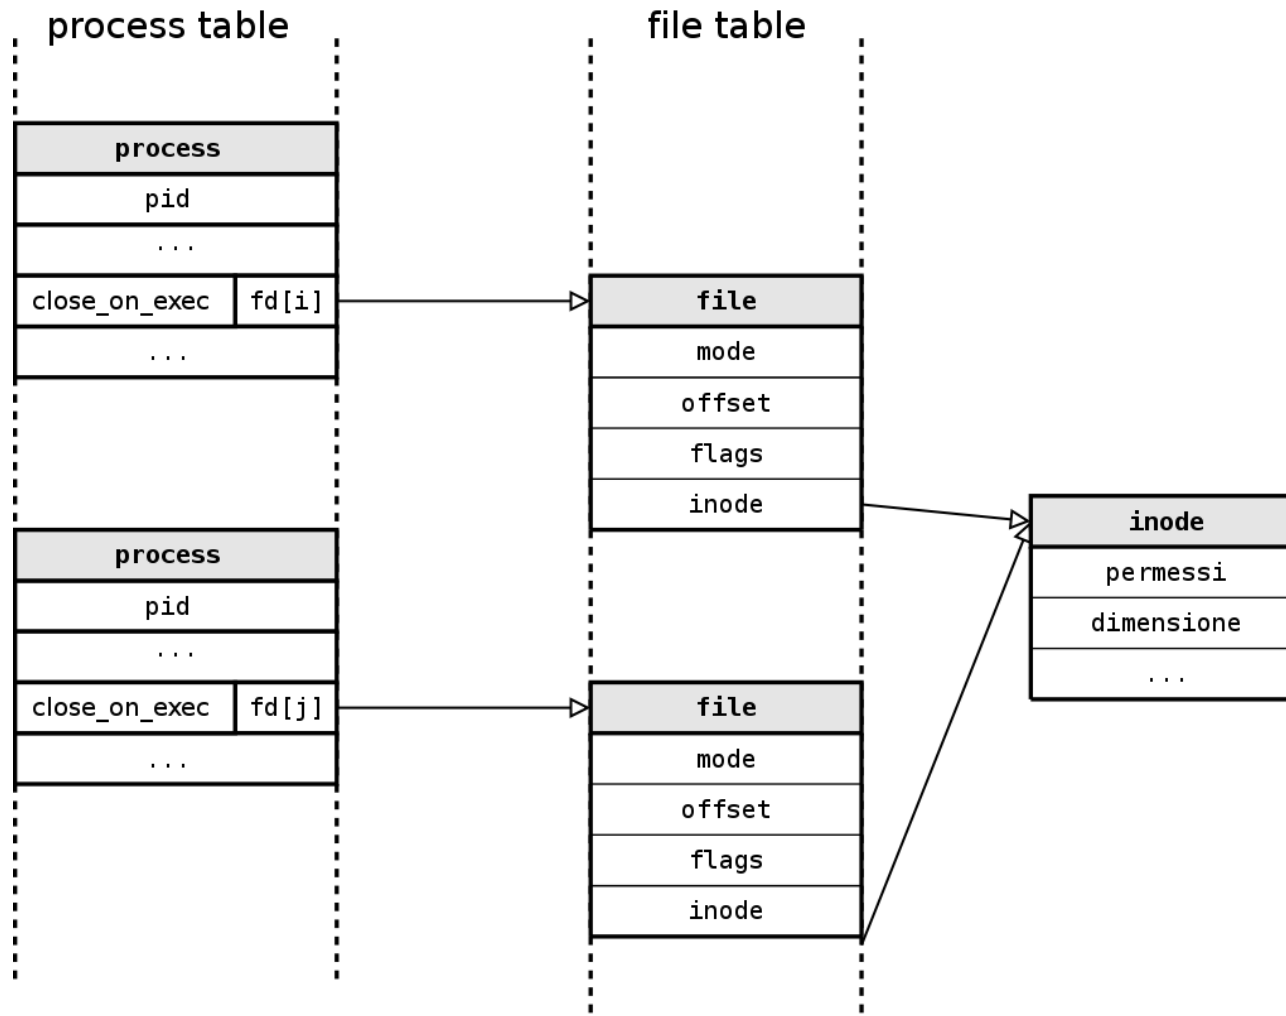 process table
file table
process
pid
...
close_on_exec fd[i]
...
process
pid
...
close_on_exec fd[j]
...
file
mode
offset
flags
inode
file
mode
offset
flags
inode
inode
permessi
dimensione
...